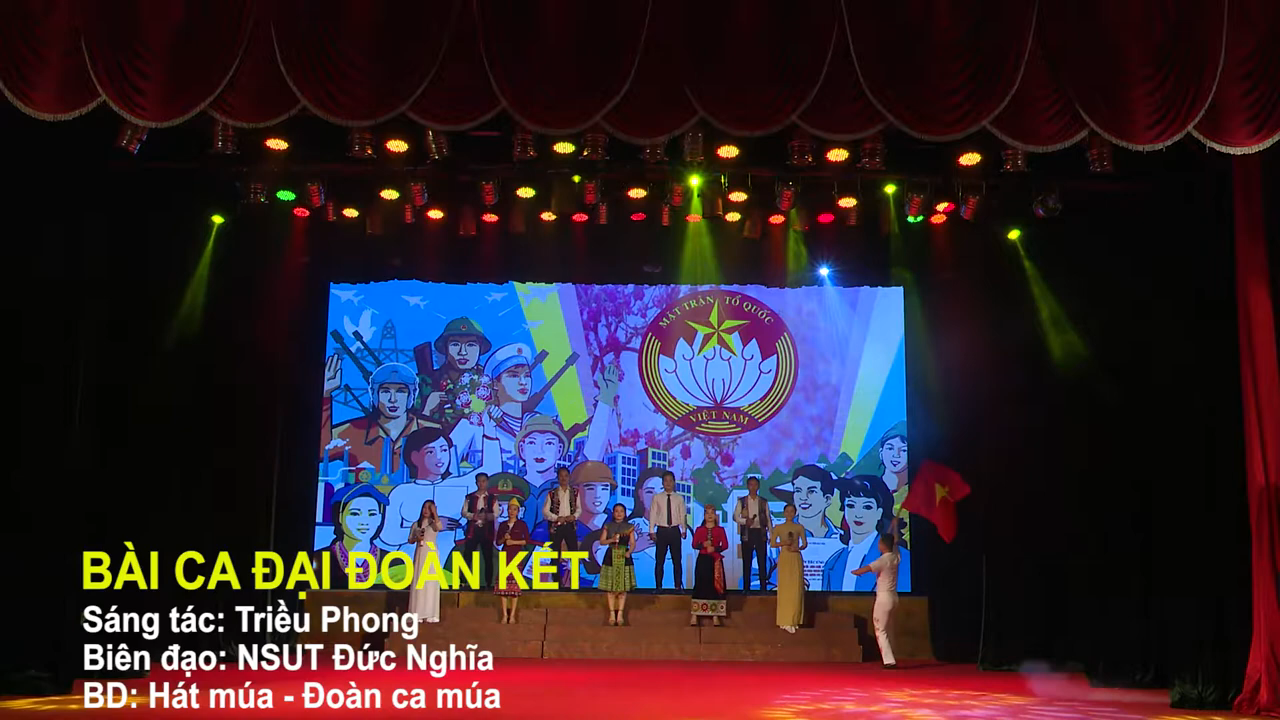 MẶT TRẬN TỔ QUỐC
VIỆT NAM
BÀI CA ĐẠI ĐOÀN KẾT
Sáng tác: Triều Phong
Biên đạo: NSUT Đức Nghĩa
BD: Hát múa - Đoàn ca múa